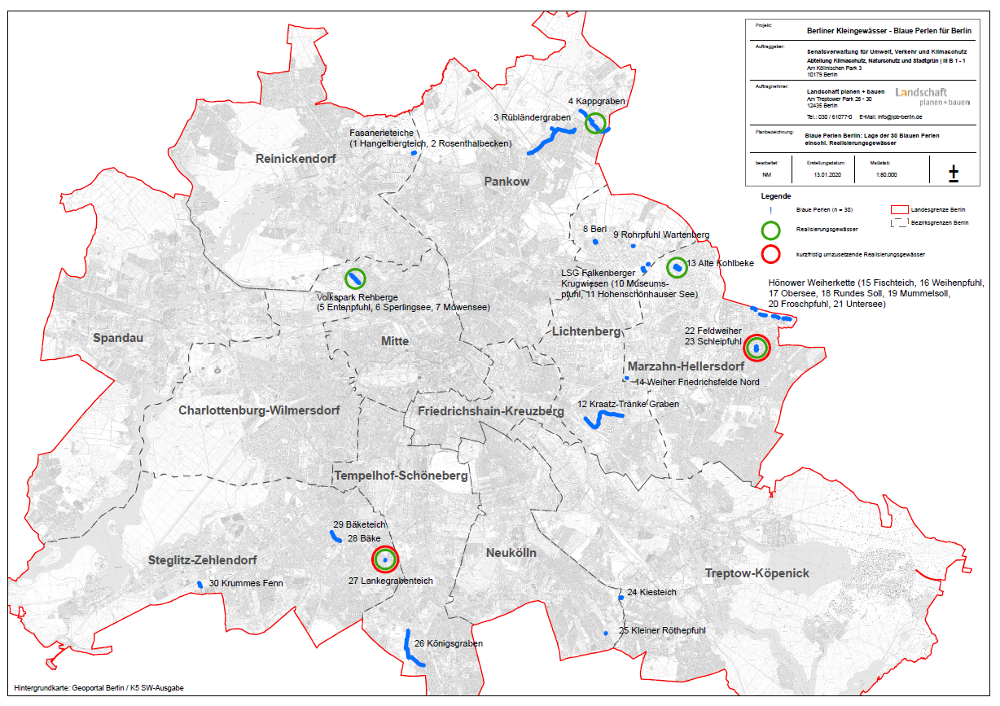 Projekt:
Berliner Kleingewässer - Blaue Perlen für Berlin
Auftraggeber:
Senatsverwaltung für Umwelt, Verkehr und Klimaschutz
Abteilung Klimaschutz, Naturschutz und Stadtgrün | III B 1 - 1
Am Köllnischen Park 3
10179 Berlin
Auftragnehmer:
Landschaft planen + bauen
Am Treptower Park 28 - 30
12435 Berlin
Tel.: 030 / 61077-0 E-Mail: info@lpb-berlin.de
Landschaft
planen + bauen
Planbezeichnung:
Blaue Perlen Berlin: Lage der 30 Blauen Perlen
einschl. Realisierungsgewässer
bearbeitet:
NM
Erstellungsdatum:
13.01.2020
Maßstab:
1:80.000
Legende
Blaue Perlen (n = 30)
Realisierungsgewässer
kurzfristig umzusetzende Realisierungsgewässer
Landesgrenze Berlin
Bezirksgrenzen Berlin
4 Kappgraben
3 Rübländergraben
Fasanerieteiche
(1 Hangelbergteich, 2 Rosenthalbecken)
Reinickendorf
Pankow
8 Berl
9 Rohrpfuhl Wartenberg
13 Alte Kohlbeke
LSG Falkenberger
Krugwiesen (10 Museums-
pfuhl, 11 Hohenschönhauser See)
Hönower Weiherkette (15 Fischteich, 16 Weihenpfuhl,
17 Obersee, 18 Rundes Soll, 19 Mummelsoll,
20 Froschpfuhl, 21 Untersee)
Volkspark Rehberge
(5 Entenpfuhl, 6 Sperlingsee, 7 Möwensee)
Spandau
Mitte
Lichtenberg
22 Feldweiher
23 Schleipfuhl
Marzahn-Hellersdorf
14 Weiher Friedrichsfelde Nord
12 Kraatz-Tränke Graben
Charlottenburg-Wilmersdorf
Friedrichshain-Kreuzberg
Tempelhof-Schöneberg
29 Bäketeich
28 Bäke
Steglitz-Zehlendorf
Neukölln
Treptow-Köpenick
27 Lankegrabenteich
30 Krummes Fenn
24 Kiesteich
25 Kleiner Röthepfuhl
26 Königsgraben
Hintergrundkarte: Geoportal Berlin / K5 SW-Ausgabe